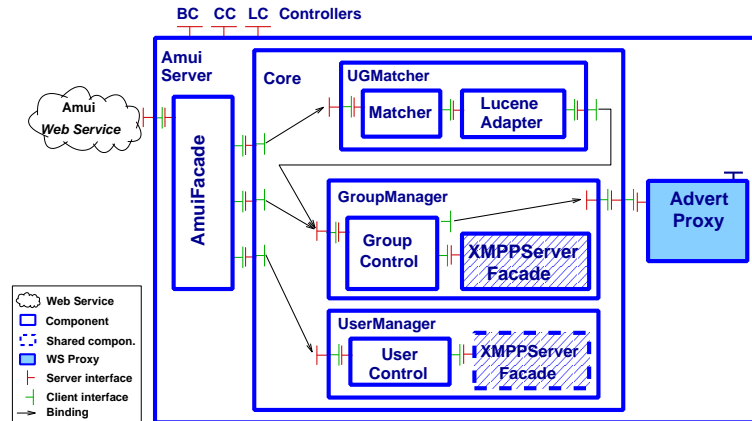 BC CC LC Controllers
Amui
Server
Core
UGMatcher
Matcher
Lucene
Adapter
Amui
Web Service
AmuiFacade
GroupManager
Group
Control
XMPPServer
Facade
Advert
Proxy
UserManager
User
Control
XMPPServer
Facade
Web Service
Component
Shared compon.
WS Proxy
Server interface
Client interface
Binding